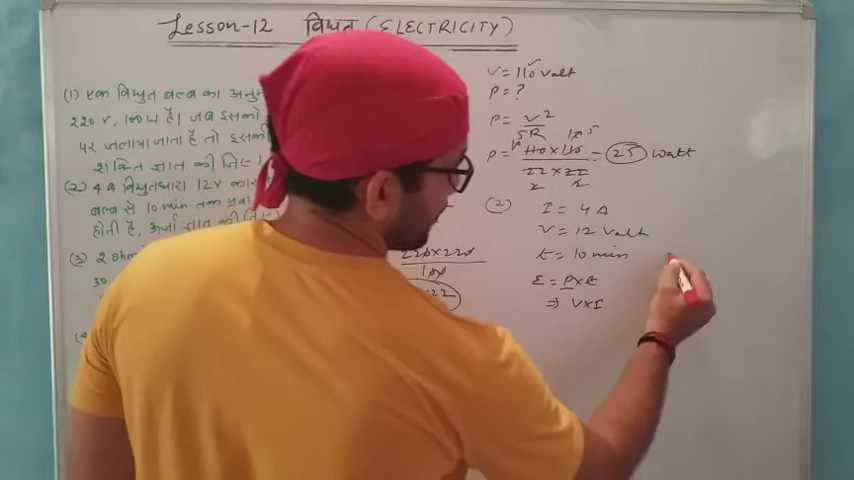 Lesson-12 विधुत (ELECTRICITY)
(1) एक विधुत बल्ब का
220 V, 100 W है। जब इसको
पर जलाया जाता है तो इसकी
शक्ति ज्ञात की जिए।
(2) 4 A विधुतधारा 12V का
बल्ब से 10 min तक प्रवा
होती है, ऊर्जा ज्ञात की जि
(3) 2 ohm
30
(4)
220×220
100
22
V = 110 Volt
P = ?
P = V²
R
P = 110 × 110 = 25 watt
22 × 22
(2) I = 4 A
V = 12 Volt
t = 10 min
E = P×t
⇒ V×I